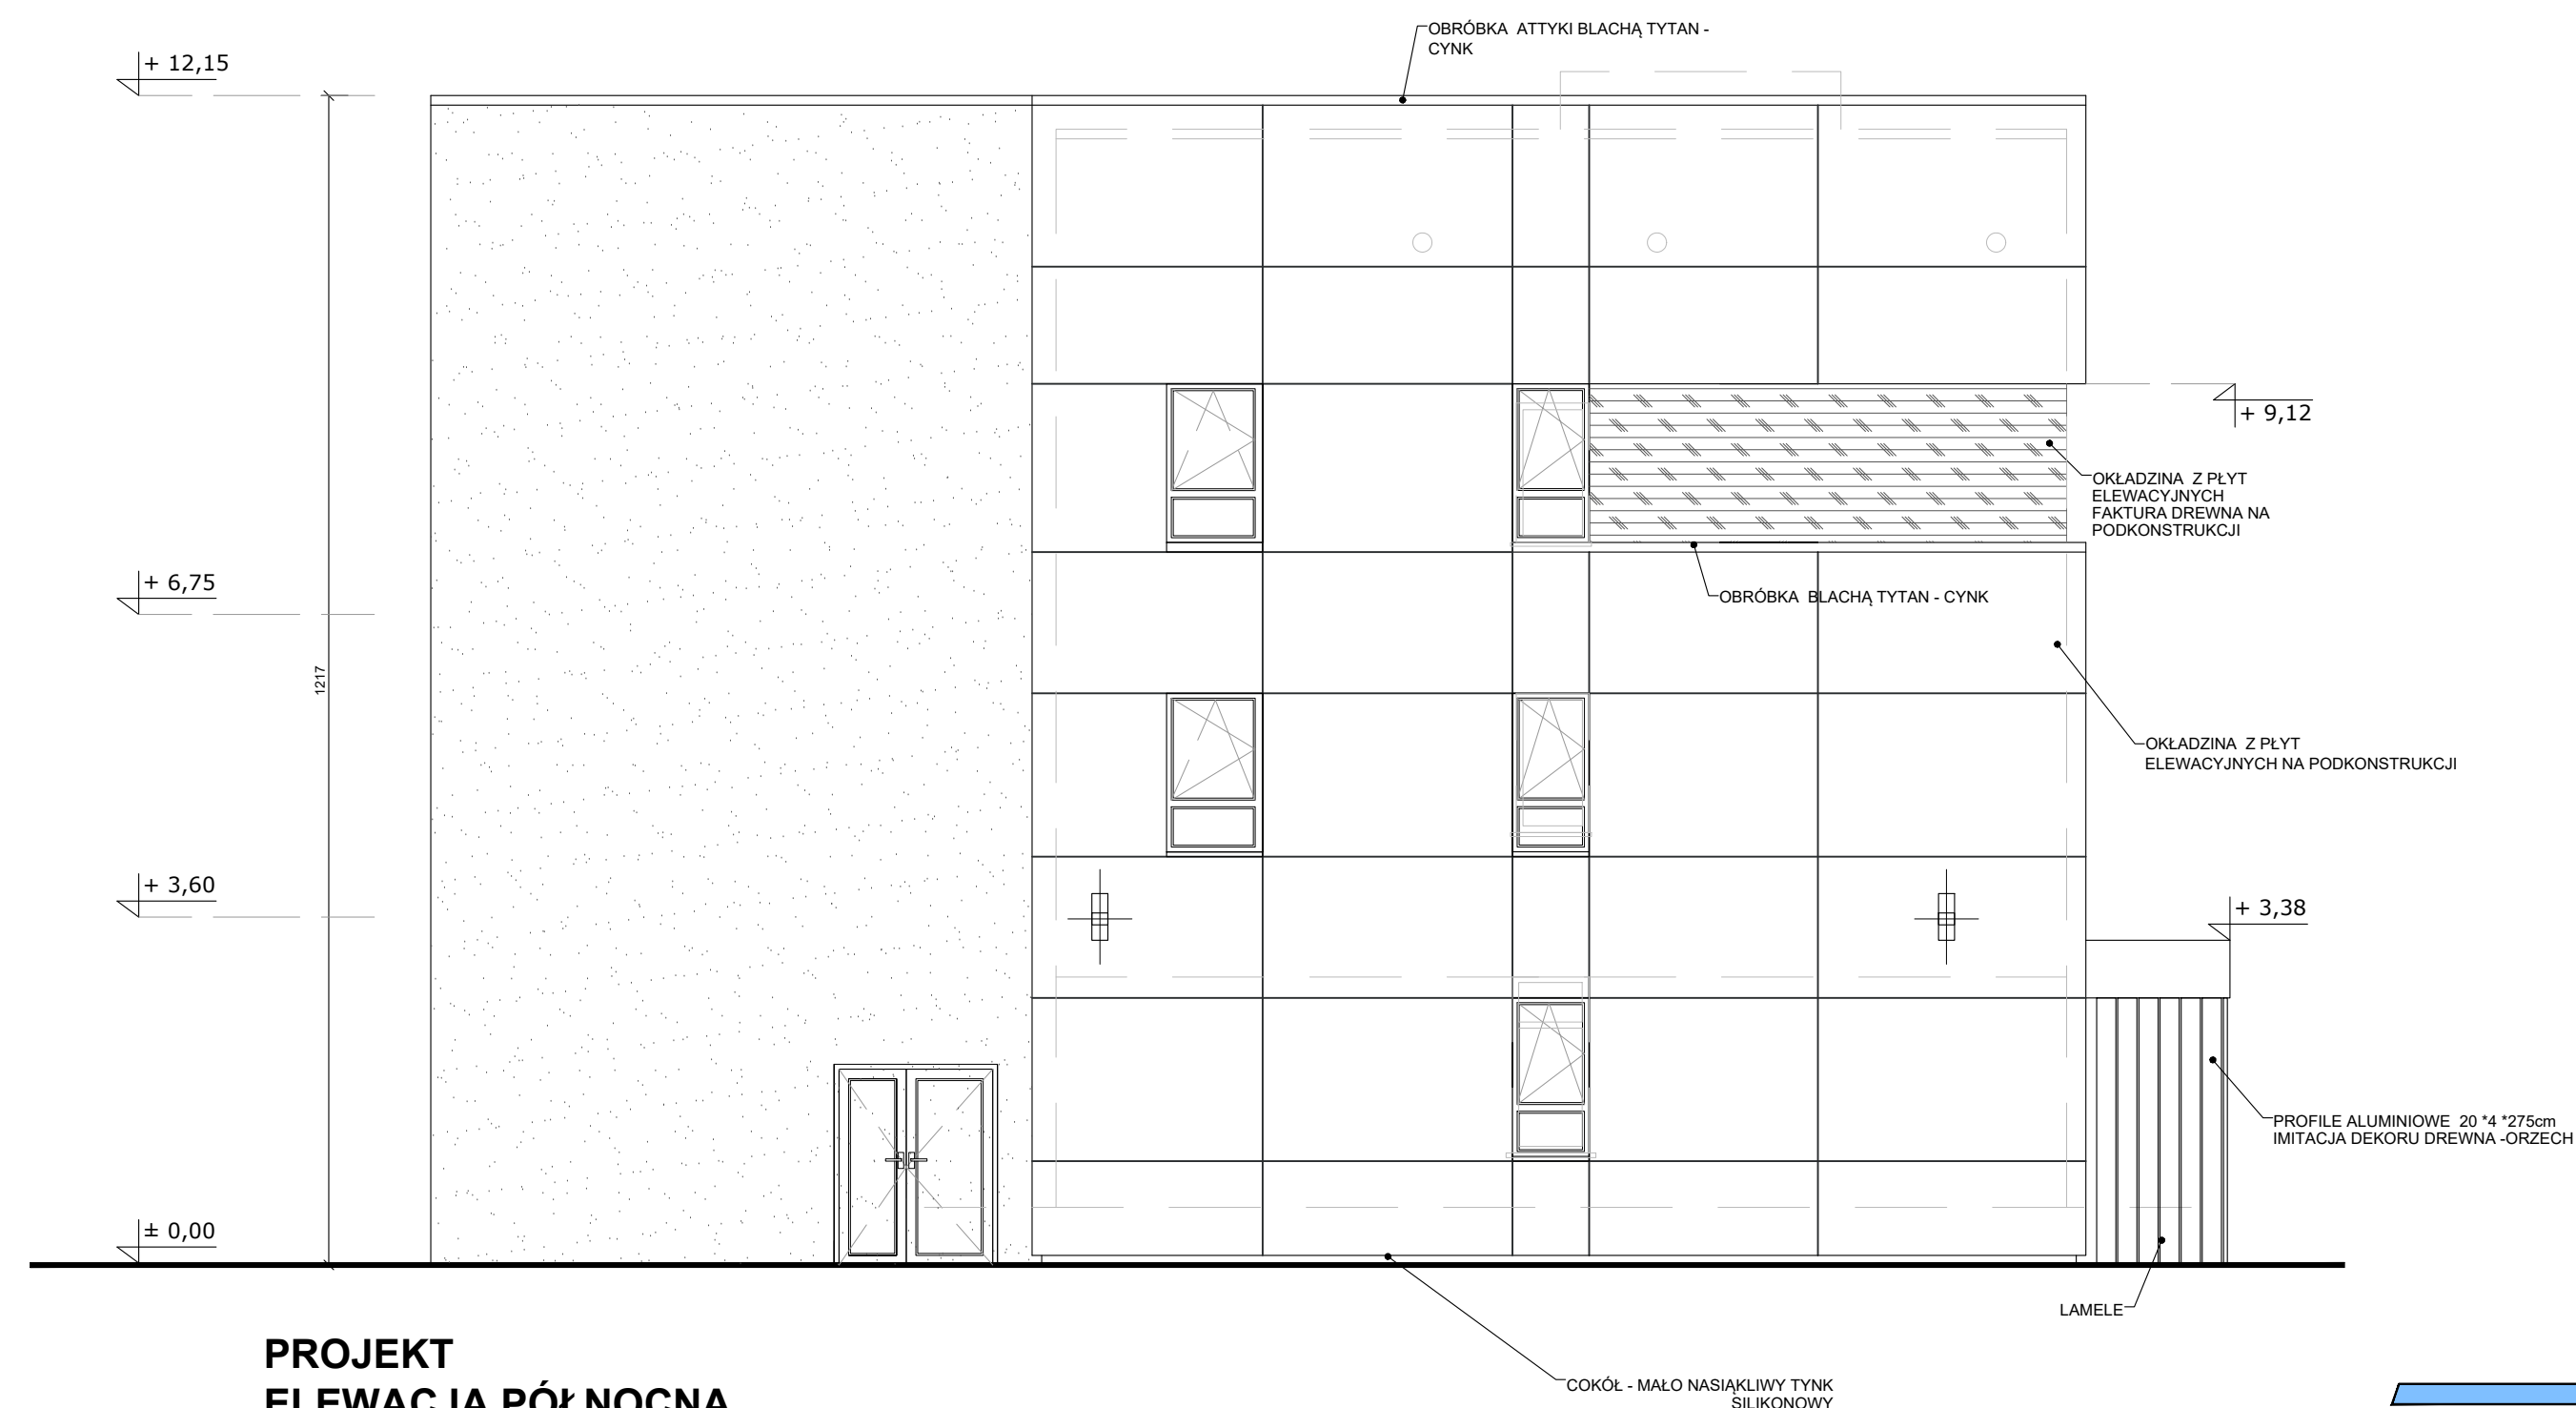 OBRÓBKA ATTYKI BLACHĄ TYTAN -
CYNK
+ 12,15
+ 9,12
OKŁADZINA Z PŁYT
ELEWACYJNYCH
FAKTURA DREWNA NA
PODKONSTRUKCJI
+ 6,75
OBRÓBKA BLACHĄ TYTAN - CYNK
1217
OKŁADZINA Z PŁYT
ELEWACYJNYCH NA PODKONSTRUKCJI
+ 3,60
+ 3,38
PROFILE ALUMINIOWE 20 *4 *275cm
IMITACJA DEKORU DREWNA -ORZECH
± 0,00
LAMELE
PROJEKT
ELEWACJA PÓŁNOCNA
COKÓŁ - MAŁO NASIĄKLIWY TYNK
SILIKONOWY